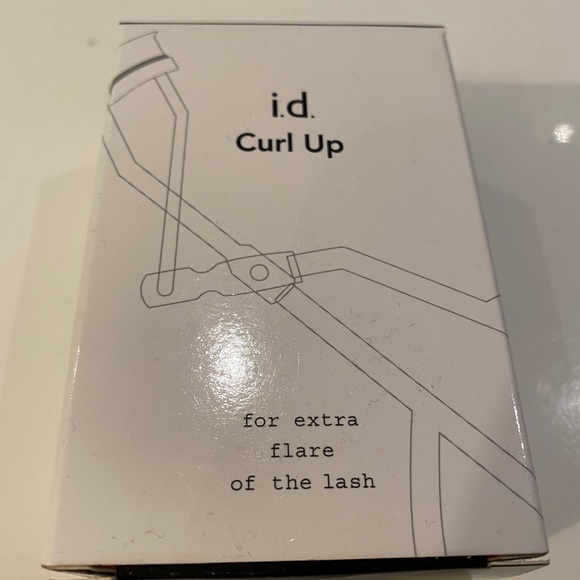 i.d.
Curl Up
for extra
flare
of the lash